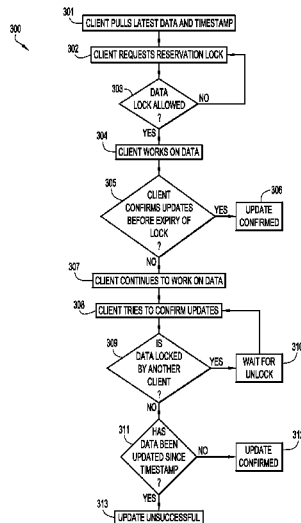 300
301
CLIENT PULLS LATEST DATA AND TIMESTAMP
302
CLIENT REQUESTS RESERVATION LOCK
303
DATA
LOCK ALLOWED
?
NO
YES
304
CLIENT WORKS ON DATA
305
CLIENT
CONFIRMS UPDATES
BEFORE EXPIRY OF
LOCK
?
YES
306
UPDATE
CONFIRMED
NO
307
CLIENT CONTINUES TO WORK ON DATA
308
CLIENT TRIES TO CONFIRM UPDATES
309
IS
DATA LOCKED
BY ANOTHER
CLIENT
?
YES
310
WAIT FOR
UNLOCK
NO
311
HAS
DATA BEEN
UPDATED SINCE
TIMESTAMP
?
NO
312
UPDATE
CONFIRMED
YES
313
UPDATE UNSUCCESSFUL